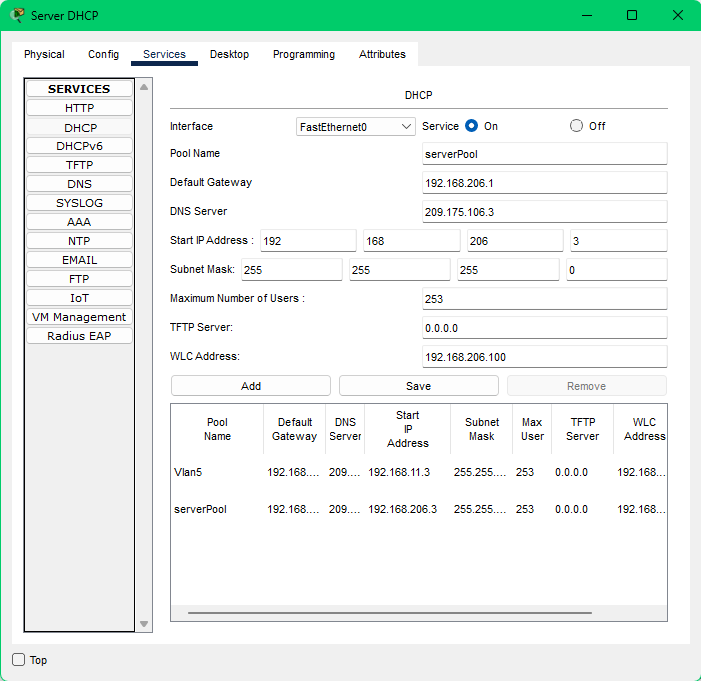 Server DHCP
Physical Config Services Desktop Programming Attributes
SERVICES
HTTP
DHCP
DHCPv6
TFTP
DNS
SYSLOG
AAA
NTP
EMAIL
FTP
IoT
VM Management
Radius EAP
DHCP
Interface FastEthernet0 Service On Off
Pool Name serverPool
Default Gateway 192.168.206.1
DNS Server 209.175.106.3
Start IP Address : 192 168 206 3
Subnet Mask: 255 255 255 0
Maximum Number of Users : 253
TFTP Server: 0.0.0.0
WLC Address: 192.168.206.100
Add Save Remove
Pool Name Default Gateway DNS Server Start IP Address Subnet Mask Max User TFTP Server WLC Address
Vlan5 192.168.... 209.... 192.168.11.3 255.255.... 253 0.0.0.0 192.168...
serverPool 192.168.... 209.... 192.168.206.3 255.255.... 253 0.0.0.0 192.168...
Top